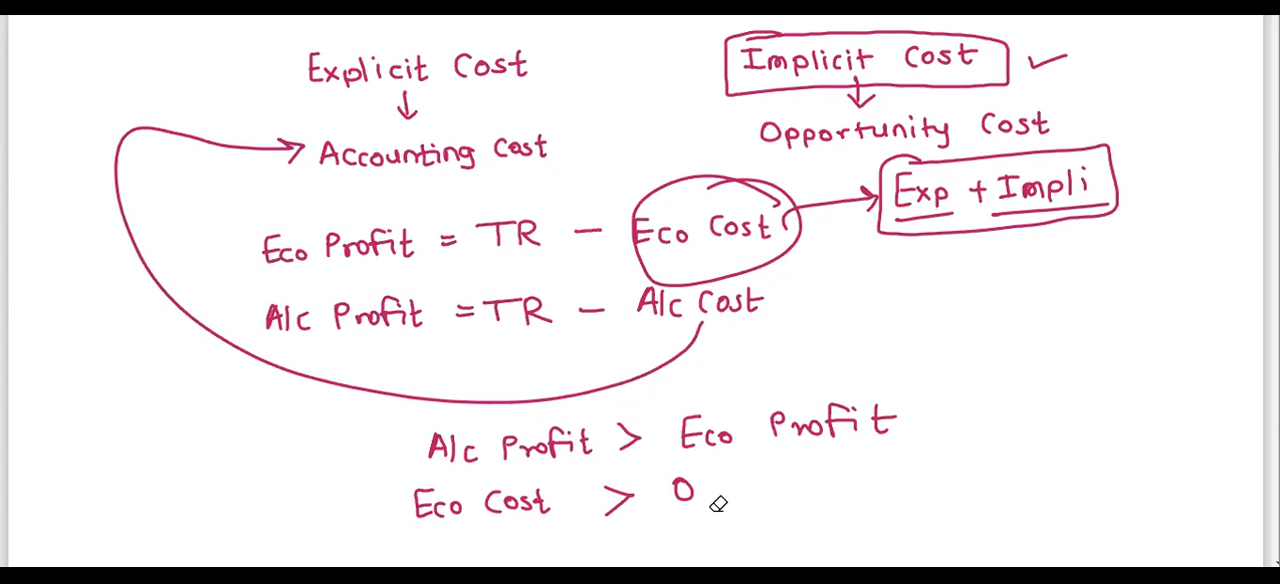 Explicit Cost
Implicit Cost
Accounting Cost
Opportunity Cost
Exp + Impli
Eco Profit = TR - Eco Cost
A/c Profit = TR - A/c Cost
A/c Profit > Eco Profit
Eco Cost > 0